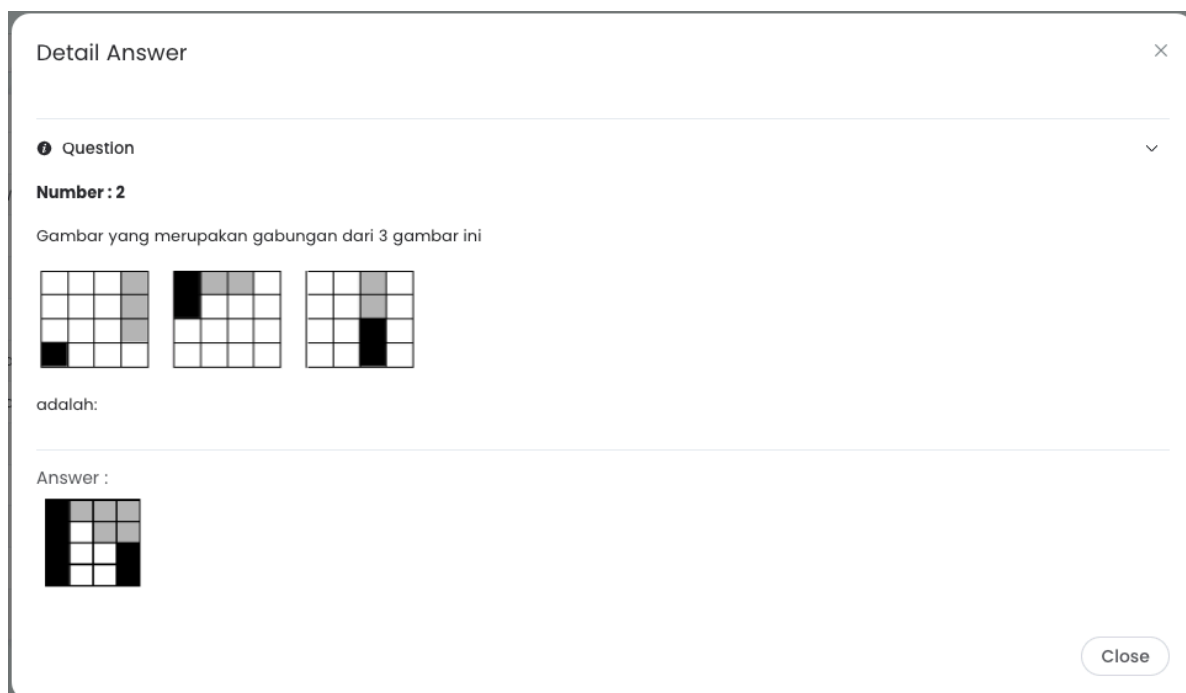 Detail Answer
Question
Number : 2
Gambar yang merupakan gabungan dari 3 gambar ini
adalah:
Answer :
Close